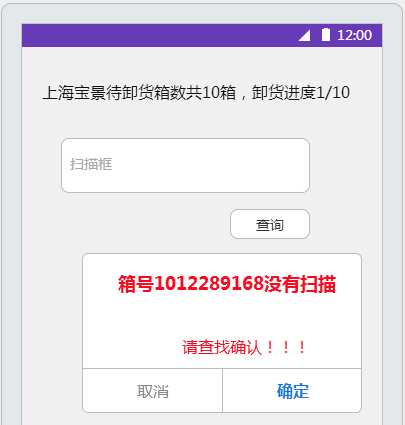 12:00
上海宝景待卸货箱数共10箱，卸货进度1/10
扫描框
查询
箱号1012289168没有扫描
请查找确认！！！
取消
确定